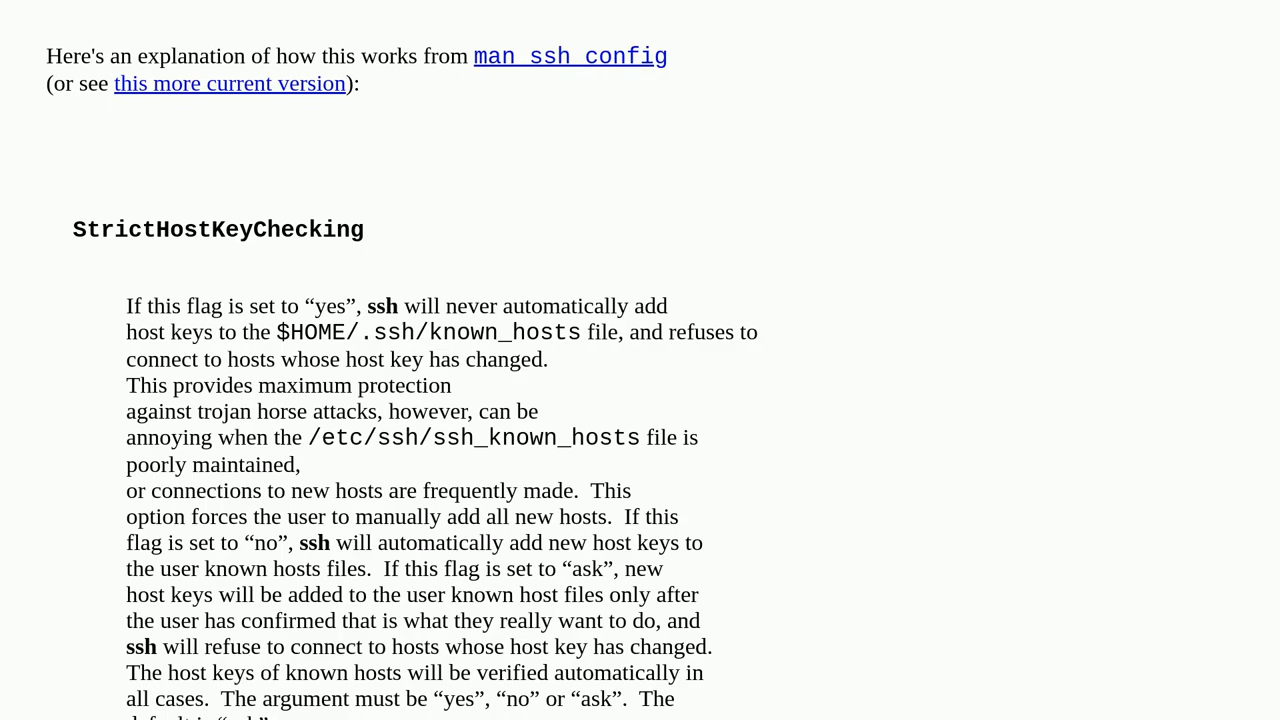 Here's an explanation of how this works from man ssh_config
(or see this more current version):
StrictHostKeyChecking
If this flag is set to “yes”, ssh will never automatically add
host keys to the $HOME/.ssh/known_hosts file, and refuses to
connect to hosts whose host key has changed.
This provides maximum protection
against trojan horse attacks, however, can be
annoying when the /etc/ssh/ssh_known_hosts file is
poorly maintained,
or connections to new hosts are frequently made.  This
option forces the user to manually add all new hosts.  If this
flag is set to “no”, ssh will automatically add new host keys to
the user known hosts files.  If this flag is set to “ask”, new
host keys will be added to the user known host files only after
the user has confirmed that is what they really want to do, and
ssh will refuse to connect to hosts whose host key has changed.
The host keys of known hosts will be verified automatically in
all cases.  The argument must be “yes”, “no” or “ask”.  The